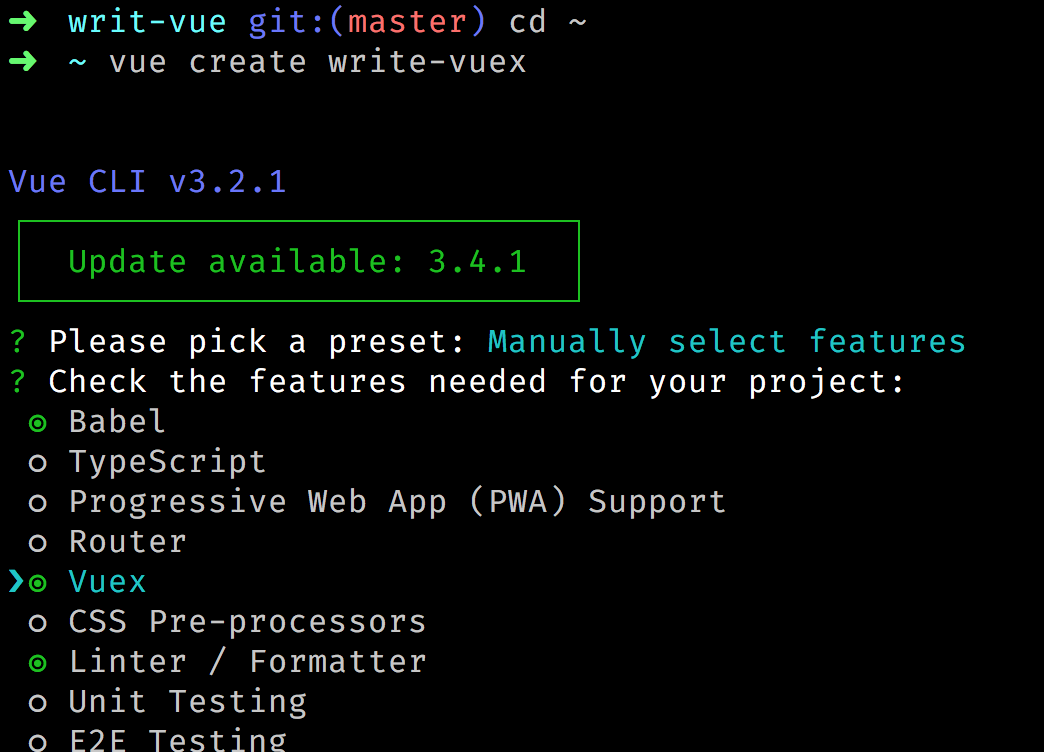 ➜ writ-vue git:(master) cd ~
➜ ~ vue create write-vuex
Vue CLI v3.2.1
Update available: 3.4.1
? Please pick a preset: Manually select features
? Check the features needed for your project:
◉ Babel
◯ TypeScript
◯ Progressive Web App (PWA) Support
◯ Router
❯◉ Vuex
◯ CSS Pre-processors
◉ Linter / Formatter
◯ Unit Testing
◯ E2E Testing